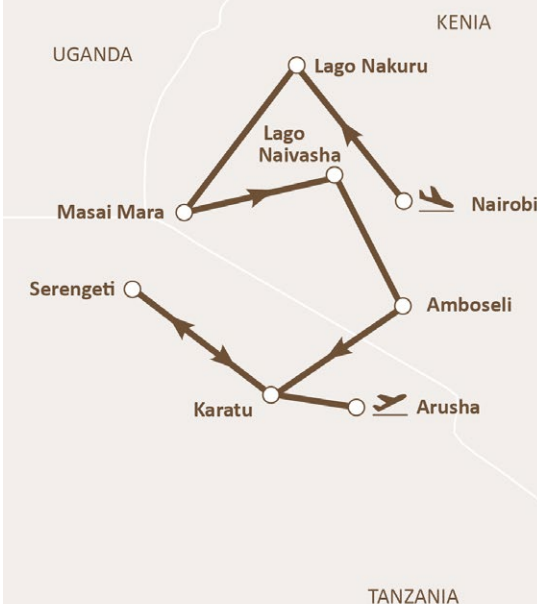 KENIA
UGANDA
Lago Nakuru
Lago
Naivasha
Nairobi
Masai Mara
Serengeti
Amboseli
Karatu
Arusha
TANZANIA